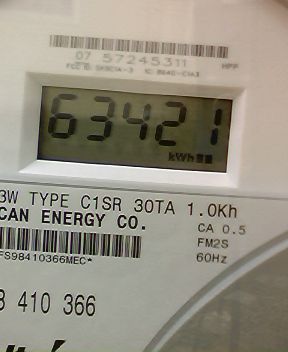 07 57245311
HPP
63421
kWh
3W TYPE C1SR 30TA 1.0Kh
CAN ENERGY CO.
CA 0.5
FM2S
60Hz
FS98410366MEC*
410 366